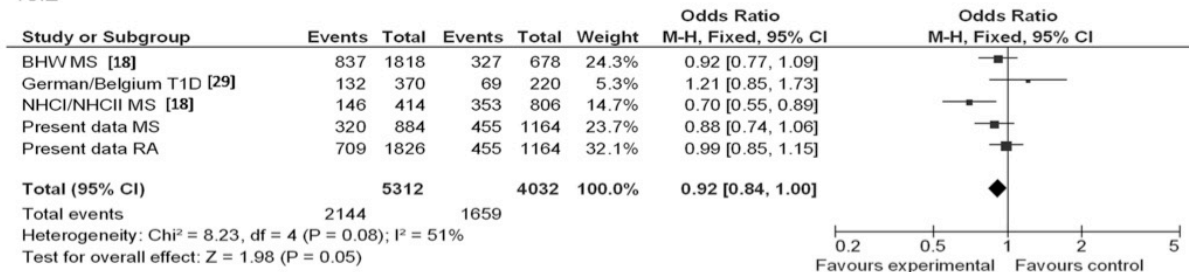 Odds Ratio Odds Ratio
Study or Subgroup Events Total Events Total Weight M-H, Fixed, 95% CI M-H, Fixed, 95% CI
BHW MS [18] 837 1818 327 678 24.3% 0.92 [0.77, 1.09]
German/Belgium T1D [29] 132 370 69 220 5.3% 1.21 [0.85, 1.73]
NHCI/NHCII MS [18] 146 414 353 806 14.7% 0.70 [0.55, 0.89]
Present data MS 320 884 455 1164 23.7% 0.88 [0.74, 1.06]
Present data RA 709 1826 455 1164 32.1% 0.99 [0.85, 1.15]
Total (95% CI) 5312 4032 100.0% 0.92 [0.84, 1.00]
Total events 2144 1659
Heterogeneity: Chi² = 8.23, df = 4 (P = 0.08); I² = 51%
Test for overall effect: Z = 1.98 (P = 0.05)
0.2 0.5 1 2 5
Favours experimental Favours control